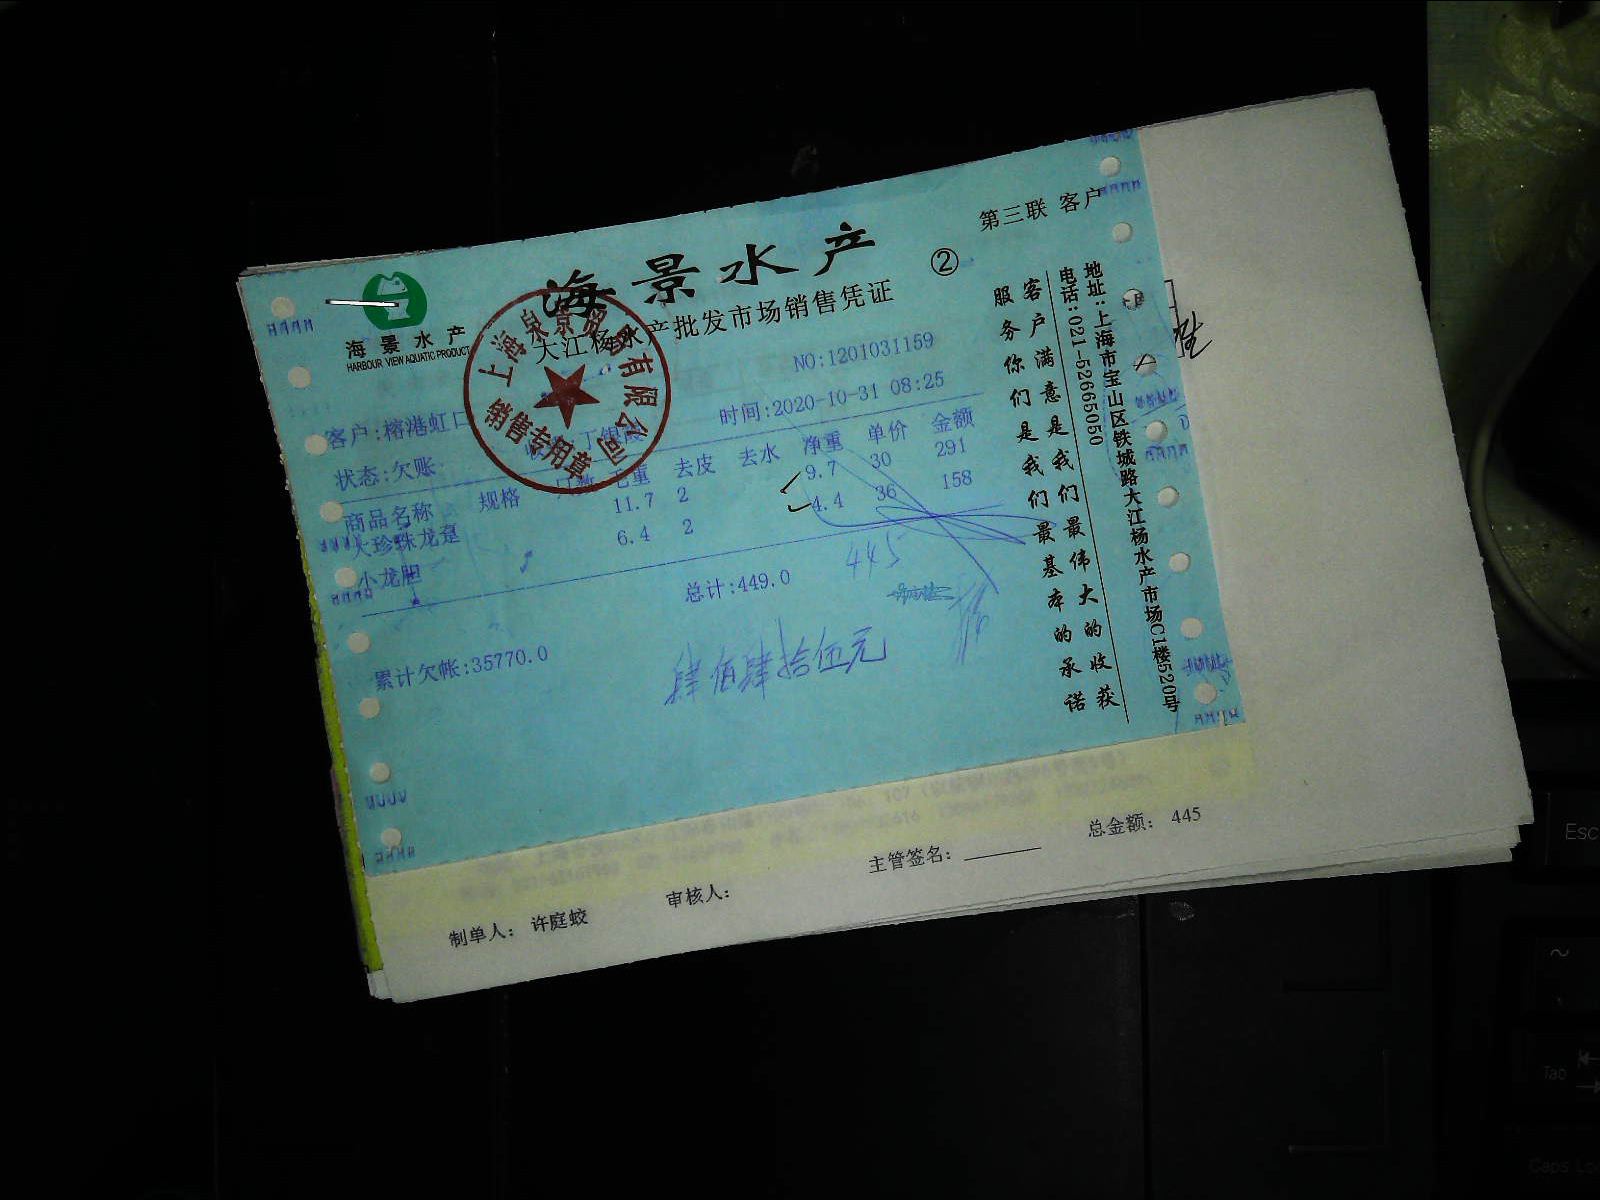 海景水产
第三联 客户
②
大江杨水产批发市场销售凭证
海景水产
HARBOUR VIEW AQUATIC PRODUCT
上海泉景贸易有限公司
销售专用章
NO:1201031159
客户:榕港虹口
时间:2020-10-31 08:25
状态:欠账
商品名称 规格 毛重 去皮 去水 净重 单价 金额
大珍珠龙趸 11.7 2 9.7 30 291
小龙胆 6.4 2 4.4 36 158
总计:449.0
445
累计欠帐:35770.0
肆佰肆拾伍元
客户满意是我们最伟大的收获
服务你们是我们最基本的承诺
地址:上海市宝山区铁城路大江杨水产市场C1楼520号
电话:021-52665050
总金额: 445
主管签名:
审核人:
制单人: 许庭蛟